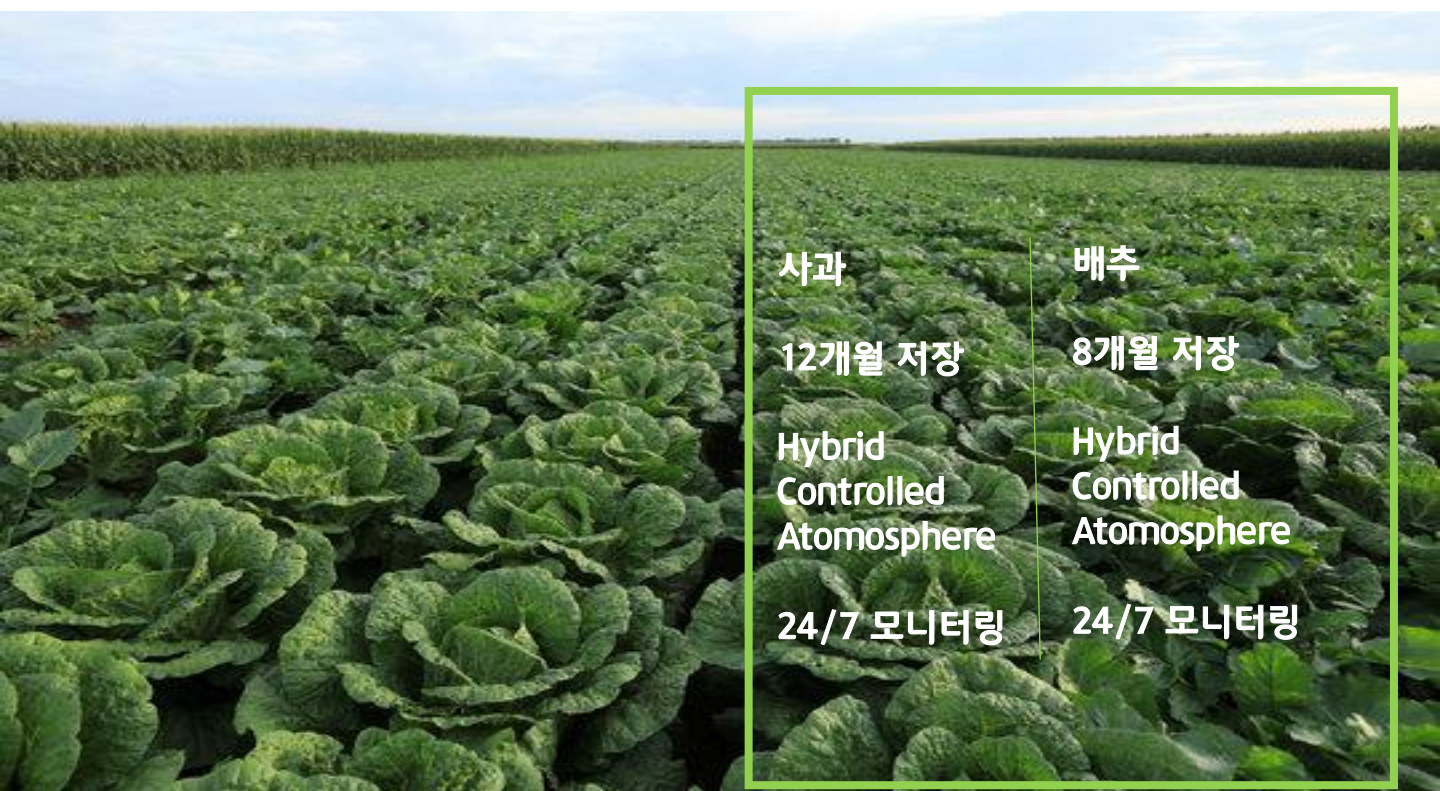 사과
12개월 저장
Hybrid
Controlled
Atomosphere
24/7 모니터링
배추
8개월 저장
Hybrid
Controlled
Atomosphere
24/7 모니터링